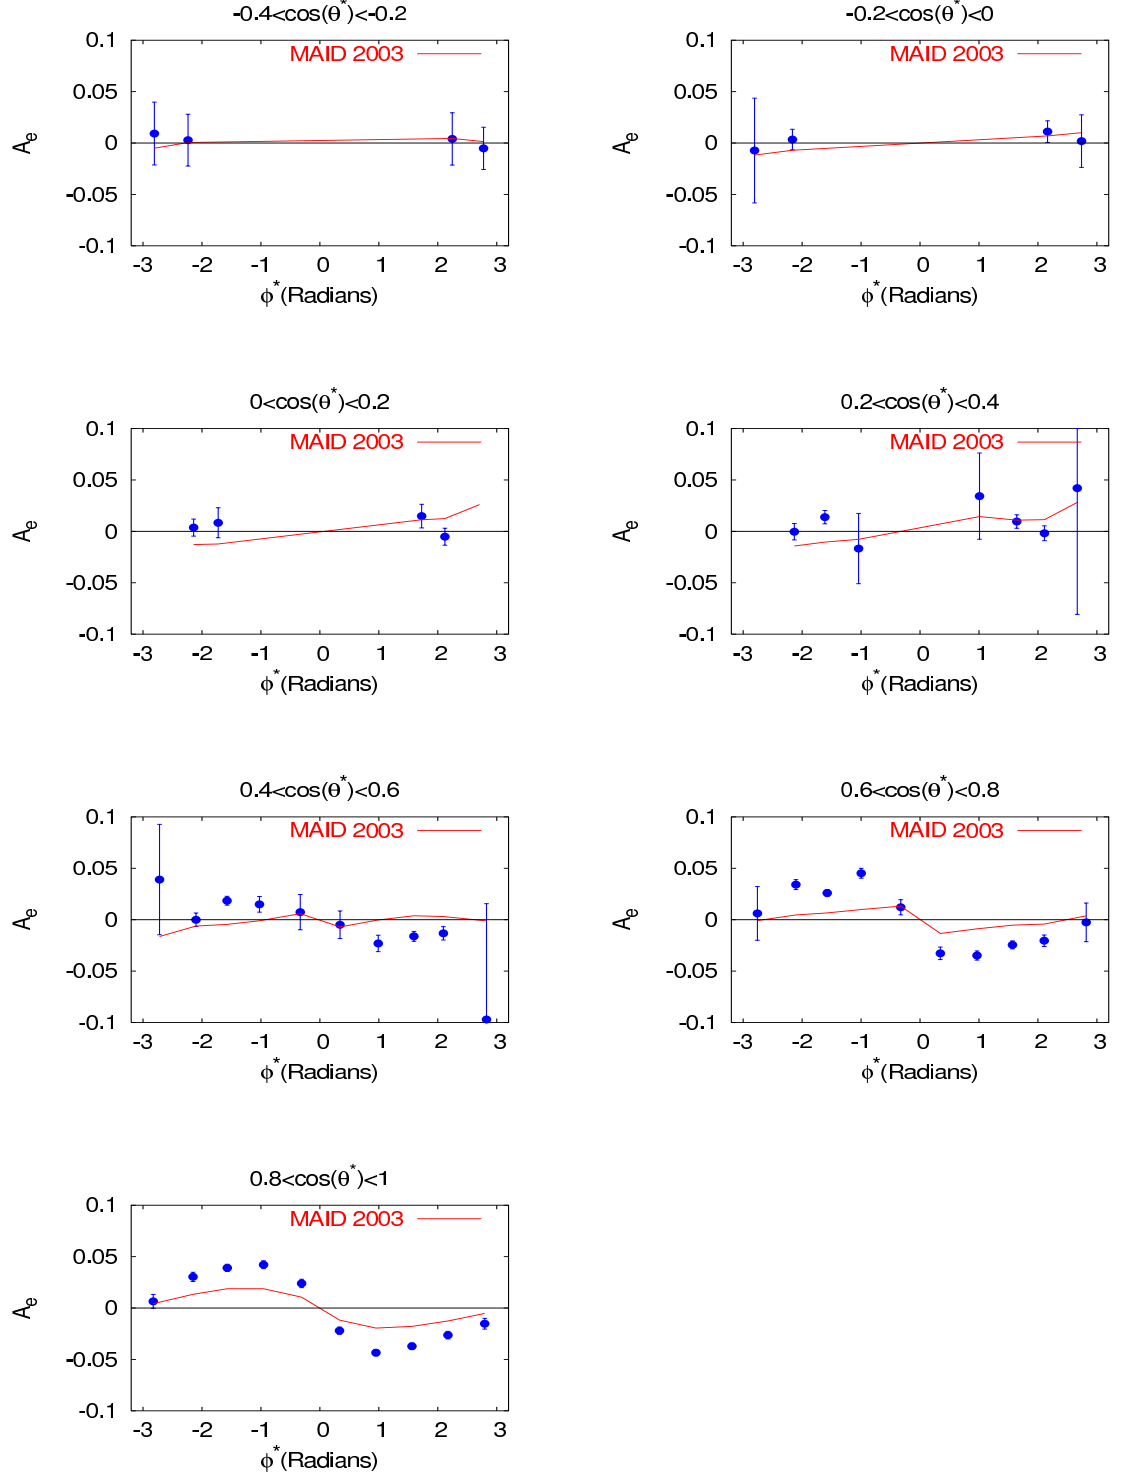 -0.4<cos(θ*)<-0.2
0.1
MAID 2003
0.05
0
-0.05
-0.1
A_e
-3 -2 -1 0 1 2 3
ϕ*(Radians)
-0.2<cos(θ*)<0
0.1
MAID 2003
0.05
0
-0.05
-0.1
A_e
-3 -2 -1 0 1 2 3
ϕ*(Radians)
0<cos(θ*)<0.2
0.1
MAID 2003
0.05
0
-0.05
-0.1
A_e
-3 -2 -1 0 1 2 3
ϕ*(Radians)
0.2<cos(θ*)<0.4
0.1
MAID 2003
0.05
0
-0.05
-0.1
A_e
-3 -2 -1 0 1 2 3
ϕ*(Radians)
0.4<cos(θ*)<0.6
0.1
MAID 2003
0.05
0
-0.05
-0.1
A_e
-3 -2 -1 0 1 2 3
ϕ*(Radians)
0.6<cos(θ*)<0.8
0.1
MAID 2003
0.05
0
-0.05
-0.1
A_e
-3 -2 -1 0 1 2 3
ϕ*(Radians)
0.8<cos(θ*)<1
0.1
MAID 2003
0.05
0
-0.05
-0.1
A_e
-3 -2 -1 0 1 2 3
ϕ*(Radians)